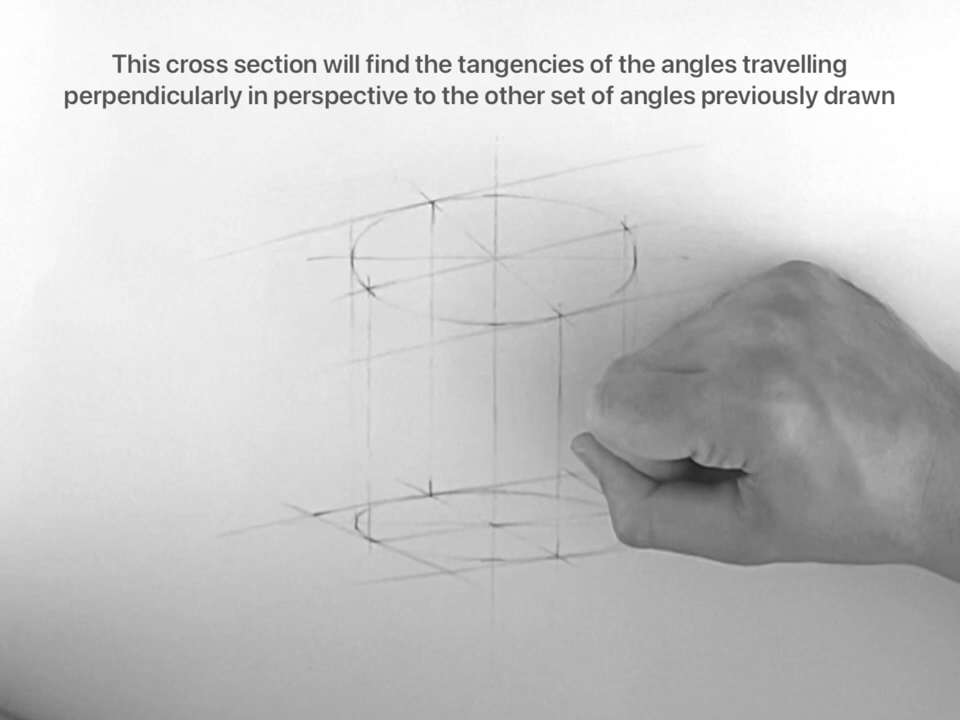 This cross section will find the tangencies of the angles travelling
perpendicularly in perspective to the other set of angles previously drawn